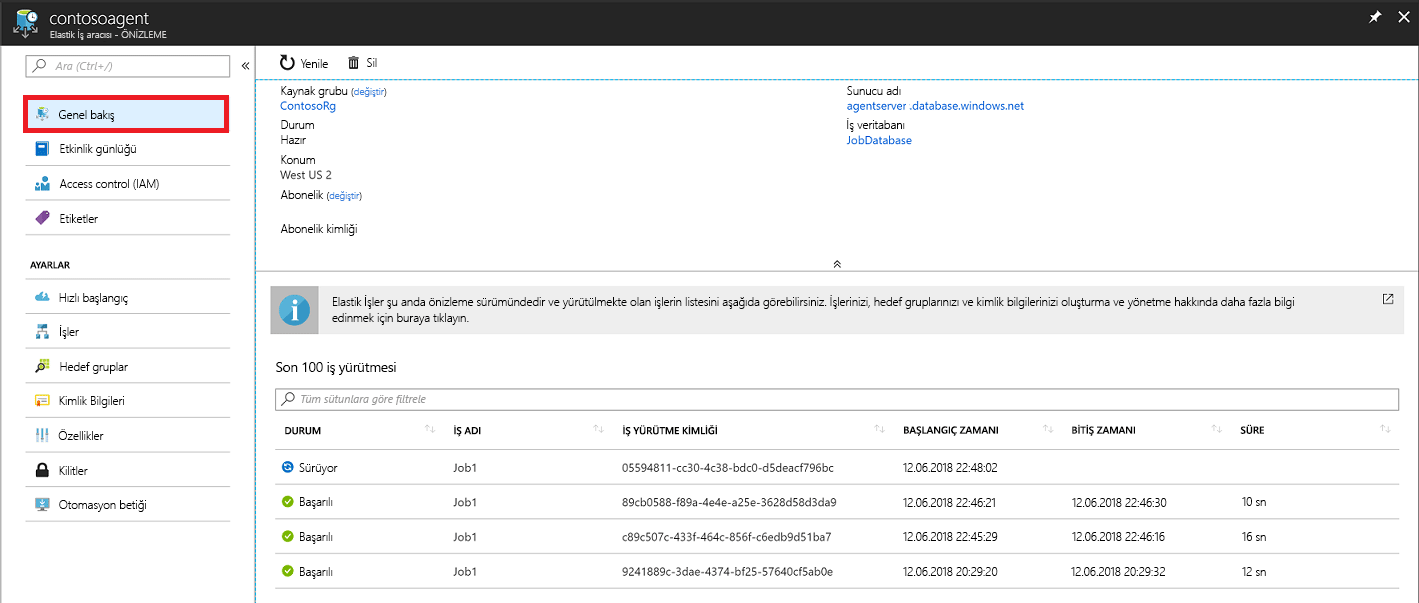 contosoagent
Elastik İş aracısı - ÖNİZLEME
Ara (Ctrl+/)
Genel bakış
Etkinlik günlüğü
Access control (IAM)
Etiketler
AYARLAR
Hızlı başlangıç
İşler
Hedef gruplar
Kimlik Bilgileri
Özellikler
Kilitler
Otomasyon betiği
Yenile Sil
Kaynak grubu (değiştir)
ContosoRg
Durum
Hazır
Konum
West US 2
Abonelik (değiştir)
Abonelik kimliği
Sunucu adı
agentserver .database.windows.net
İş veritabanı
JobDatabase
Elastik İşler şu anda önizleme sürümündedir ve yürütülmekte olan işlerin listesini aşağıda görebilirsiniz. İşlerinizi, hedef gruplarınızı ve kimlik bilgilerinizi oluşturma ve yönetme hakkında daha fazla bilgi
edinmek için buraya tıklayın.
Son 100 iş yürütmesi
Tüm sütunlara göre filtrele
DURUM İŞ ADI İŞ YÜRÜTME KİMLİĞİ BAŞLANGIÇ ZAMANI BİTİŞ ZAMANI SÜRE
Sürüyor Job1 05594811-cc30-4c38-bdc0-d5deacf796bc 12.06.2018 22:48:02
Başarılı Job1 89cb0588-f89a-4e4e-a25e-3628d58d3da9 12.06.2018 22:46:21 12.06.2018 22:46:30 10 sn
Başarılı Job1 c89c507c-433f-464c-856f-c6edb9d51ba7 12.06.2018 22:45:29 12.06.2018 22:46:16 16 sn
Başarılı Job1 9241889c-3dae-4374-bf25-57640cf5ab0e 12.06.2018 20:29:20 12.06.2018 20:29:32 12 sn